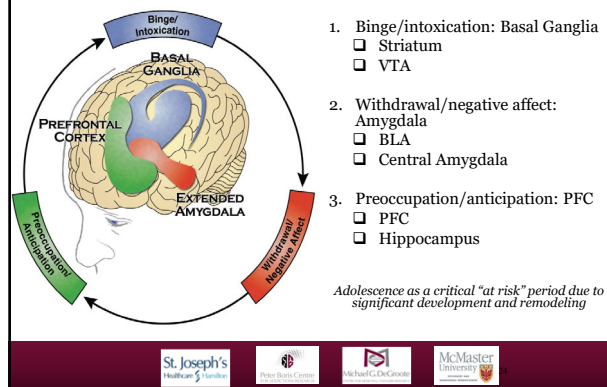 Binge/
Intoxication
BASAL
GANGLIA
PREFRONTAL
CORTEX
EXTENDED
AMYGDALA
Preoccupation/
Anticipation
Withdrawal/
Negative Affect
1. Binge/intoxication: Basal Ganglia
❑ Striatum
❑ VTA
2. Withdrawal/negative affect:
Amygdala
❑ BLA
❑ Central Amygdala
3. Preoccupation/anticipation: PFC
❑ PFC
❑ Hippocampus
Adolescence as a critical “at risk” period due to
significant development and remodeling
St. Joseph's
Healthcare Hamilton
Peter Boris Centre
FOR ADDICTIONS RESEARCH
Michael G. DeGroote
McMaster
University